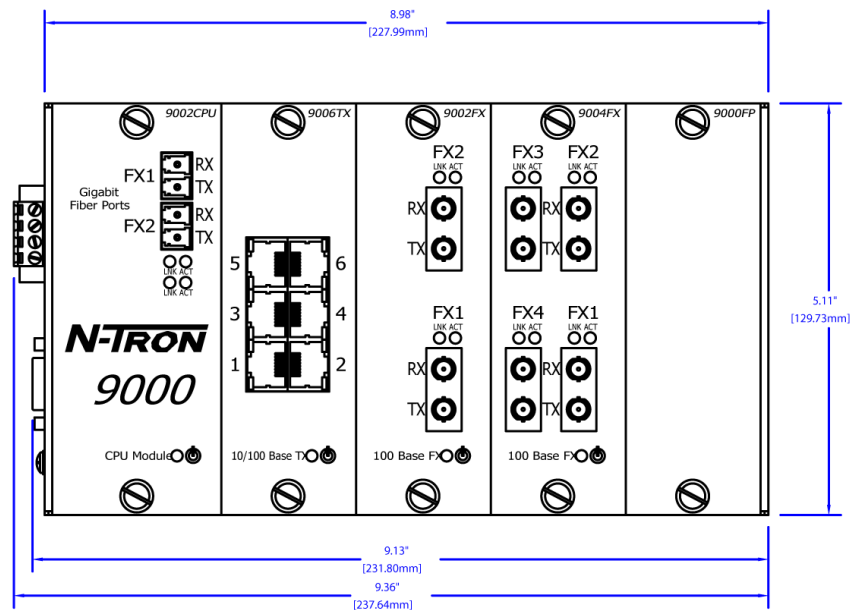 8.98"
[227.99mm]
9002CPU
9006TX
9002FX
9004FX
9000FP
FX1
RX
TX
Gigabit
Fiber Ports
FX2
RX
TX
LNK ACT
LNK ACT
N-TRON
9000
CPU Module
5
6
3
4
1
2
10/100 Base TX
FX2
LNK ACT
RX
TX
FX1
LNK ACT
RX
TX
100 Base FX
FX3
FX2
LNK ACT
LNK ACT
RX
TX
FX4
FX1
LNK ACT
LNK ACT
RX
TX
100 Base FX
5.11"
[129.73mm]
9.13"
[231.80mm]
9.36"
[237.64mm]